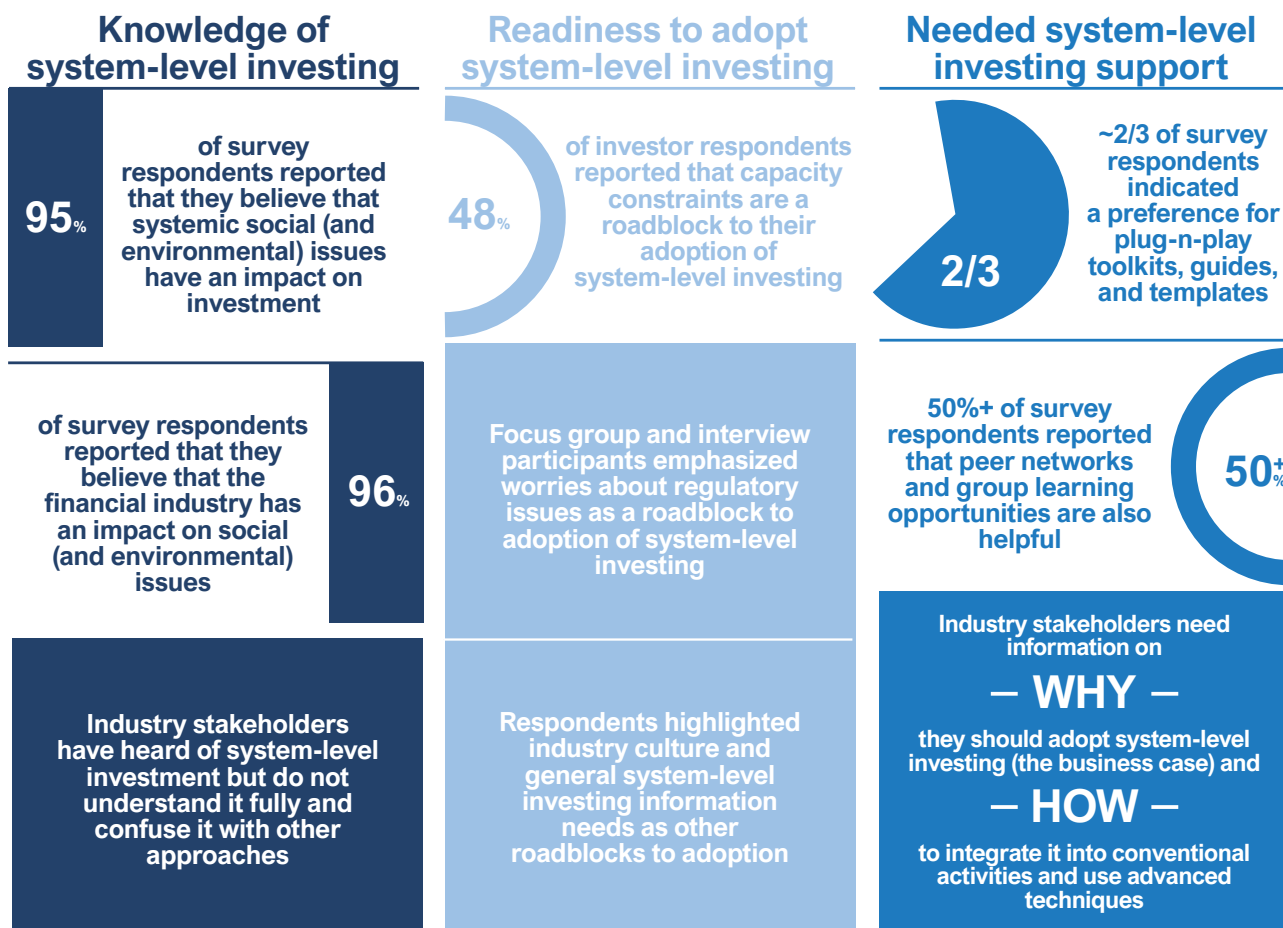 Knowledge of
system-level investing
95%
of survey
respondents reported
that they believe that
systemic social (and
environmental) issues
have an impact on
investment
of survey respondents
reported that they
believe that the
financial industry has
an impact on social
(and environmental)
issues
96%
Industry stakeholders
have heard of system-level
investment but do not
understand it fully and
confuse it with other
approaches
Readiness to adopt
system-level investing
48%
of investor respondents
reported that capacity
constraints are a
roadblock to their
adoption of
system-level investing
Focus group and interview
participants emphasized
worries about regulatory
issues as a roadblock to
adoption of system-level
investing
Respondents highlighted
industry culture and
general system-level
investing information
needs as other
roadblocks to adoption
Needed system-level
investing support
2/3
~2/3 of survey
respondents
indicated
a preference for
plug-n-play
toolkits, guides,
and templates
50%+ of survey
respondents reported
that peer networks
and group learning
opportunities are also
helpful
50+%
Industry stakeholders need
information on
– WHY –
they should adopt system-level
investing (the business case) and
– HOW –
to integrate it into conventional
activities and use advanced
techniques